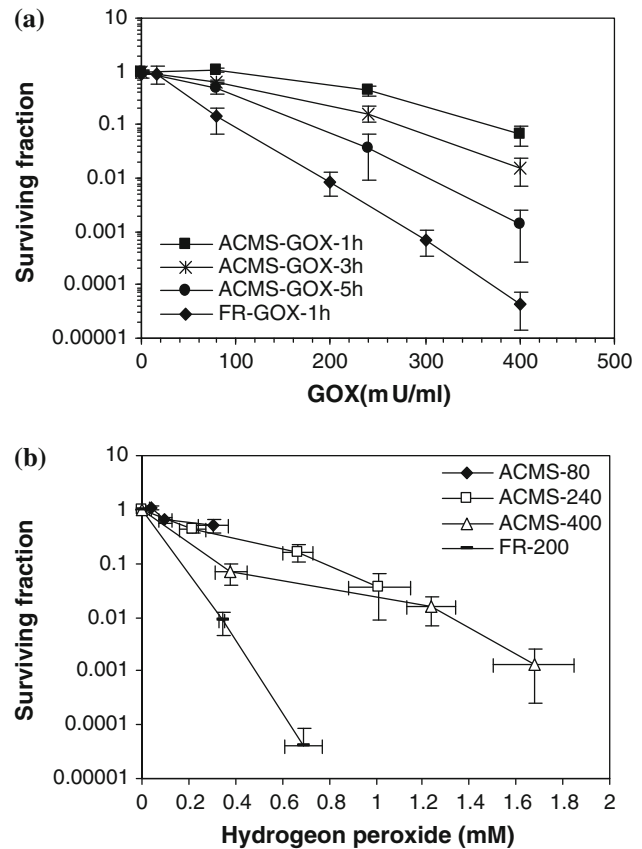 (a)
10
1
0.1
0.01
0.001
0.0001
0.00001
Surviving fraction
ACMS-GOX-1h
ACMS-GOX-3h
ACMS-GOX-5h
FR-GOX-1h
0 100 200 300 400 500
GOX(mU/ml)
(b)
10
1
0.1
0.01
0.001
0.0001
0.00001
Surviving fraction
ACMS-80
ACMS-240
ACMS-400
FR-200
0 0.2 0.4 0.6 0.8 1 1.2 1.4 1.6 1.8 2
Hydrogeon peroxide (mM)